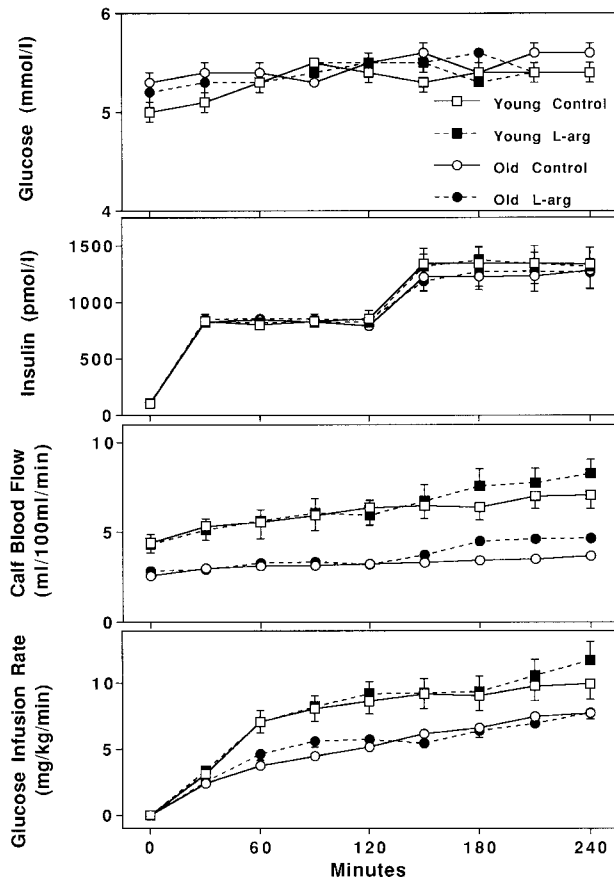 6
5
4
Glucose (mmol/l)
Young Control
Young L-arg
Old Control
Old L-arg
1500
1000
500
0
Insulin (pmol/l)
10
5
0
Calf Blood Flow
(ml/100ml/min)
10
5
0
Glucose Infusion Rate
(mg/kg/min)
0 60 120 180 240
Minutes